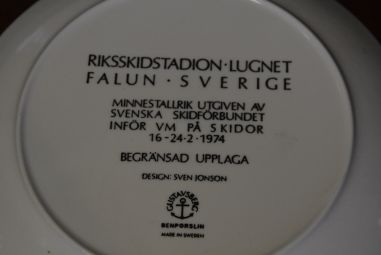 RIKSSKIDSTADION·LUGNET
FALUN · SVERIGE
MINNESTALLRIK UTGIVEN AV
SVENSKA SKIDFÖRBUNDET
INFÖR VM PÅ SKIDOR
16-24-2-1974
BEGRÄNSAD UPPLAGA
DESIGN: SVEN JONSON
GUSTAVSBERG
BENPORSLIN
MADE IN SWEDEN